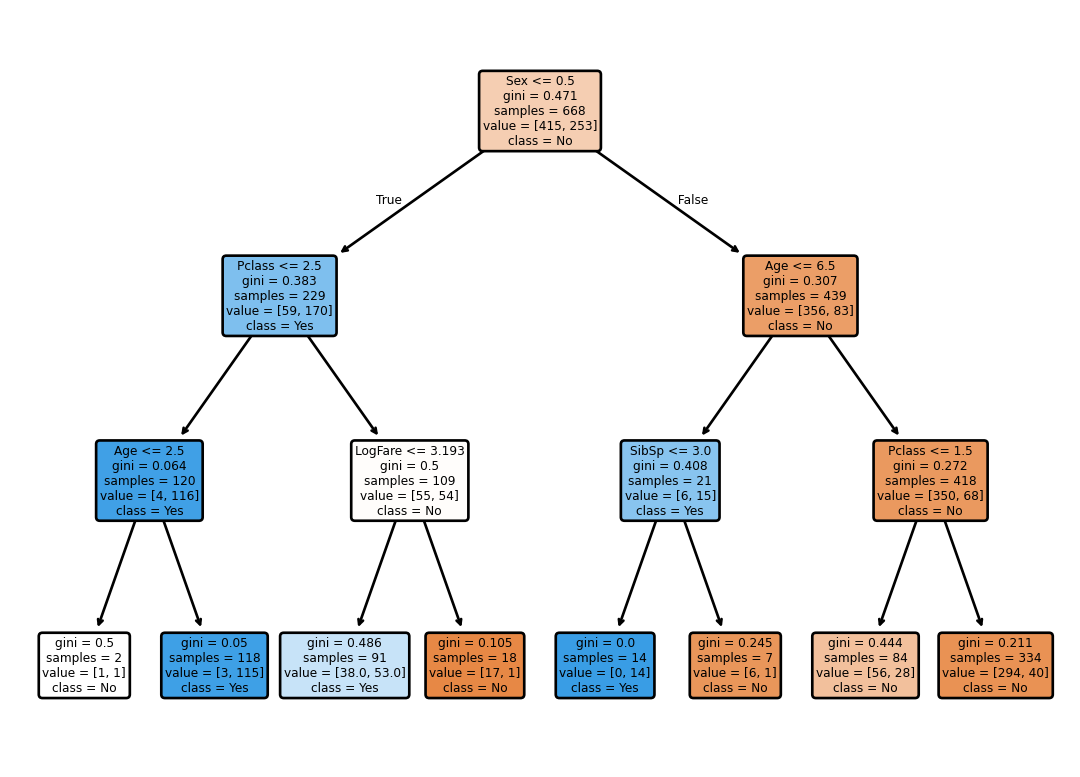 Sex <= 0.5
gini = 0.471
samples = 668
value = [415, 253]
class = No
True
False
Pclass <= 2.5
gini = 0.383
samples = 229
value = [59, 170]
class = Yes
Age <= 6.5
gini = 0.307
samples = 439
value = [356, 83]
class = No
Age <= 2.5
gini = 0.064
samples = 120
value = [4, 116]
class = Yes
LogFare <= 3.193
gini = 0.5
samples = 109
value = [55, 54]
class = No
SibSp <= 3.0
gini = 0.408
samples = 21
value = [6, 15]
class = Yes
Pclass <= 1.5
gini = 0.272
samples = 418
value = [350, 68]
class = No
gini = 0.5
samples = 2
value = [1, 1]
class = No
gini = 0.05
samples = 118
value = [3, 115]
class = Yes
gini = 0.486
samples = 91
value = [38.0, 53.0]
class = Yes
gini = 0.105
samples = 18
value = [17, 1]
class = No
gini = 0.0
samples = 14
value = [0, 14]
class = Yes
gini = 0.245
samples = 7
value = [6, 1]
class = No
gini = 0.444
samples = 84
value = [56, 28]
class = No
gini = 0.211
samples = 334
value = [294, 40]
class = No